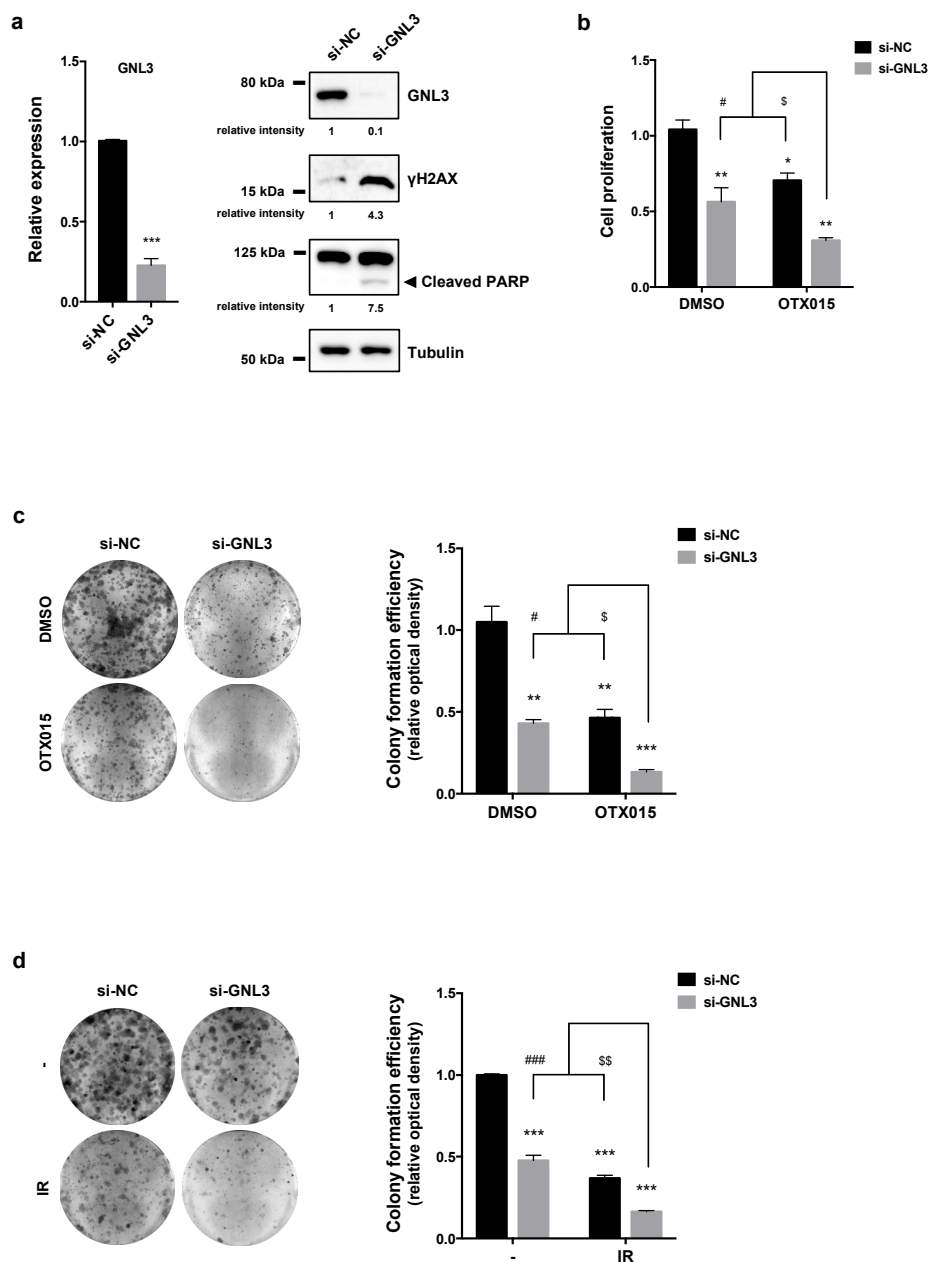 a
GNL3
Relative expression
1.5
1.0
0.5
0.0
***
si-NC
si-GNL3
si-NC
si-GNL3
80 kDa
GNL3
relative intensity 1 0.1
15 kDa
γH2AX
relative intensity 1 4.3
125 kDa
Cleaved PARP
relative intensity 1 7.5
50 kDa
Tubulin
b
si-NC
si-GNL3
Cell proliferation
1.5
1.0
0.5
0.0
# $
** * **
DMSO OTX015
c
si-NC si-GNL3
DMSO
OTX015
si-NC
si-GNL3
Colony formation efficiency
(relative optical density)
1.5
1.0
0.5
0.0
# $
** ** ***
DMSO OTX015
d
si-NC si-GNL3
-
IR
si-NC
si-GNL3
Colony formation efficiency
(relative optical density)
1.5
1.0
0.5
0.0
### $$
*** *** ***
- IR